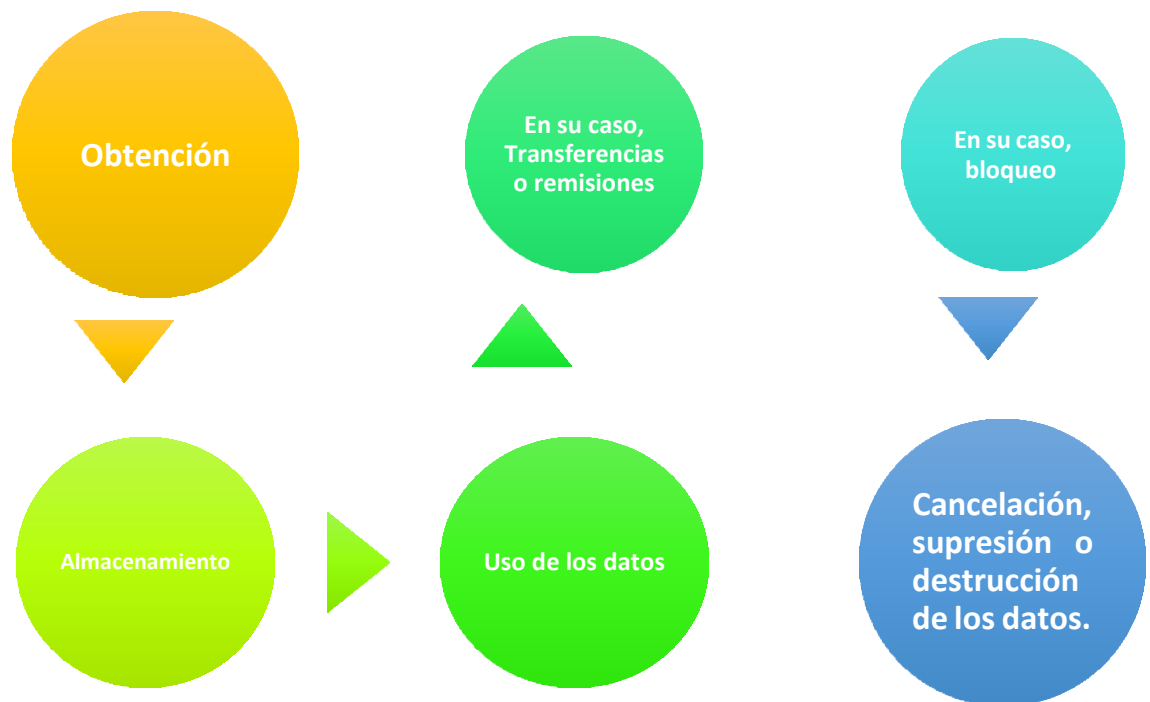 Obtención
Almacenamiento
Uso de los datos
En su caso,
Transferencias
o remisiones
En su caso,
bloqueo
Cancelación,
supresión o
destrucción
de los datos.